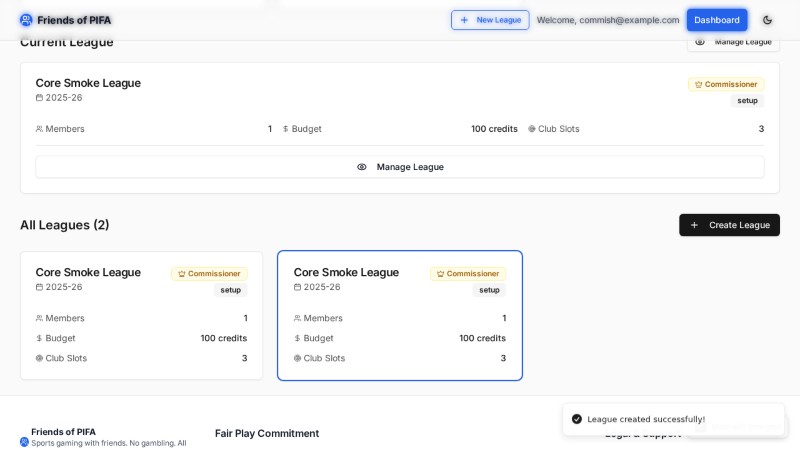 Friends of PIFA
New League
Welcome, commish@example.com
Dashboard
Current League
Manage League
Core Smoke League
Commissioner
2025-26
setup
Members 1
Budget 100 credits
Club Slots 3
Manage League
All Leagues (2)
Create League
Core Smoke League
Commissioner
2025-26
setup
Members 1
Budget 100 credits
Club Slots 3
Core Smoke League
Commissioner
2025-26
setup
Members 1
Budget 100 credits
Club Slots 3
League created successfully!
Friends of PIFA
Sports gaming with friends. No gambling. All
Fair Play Commitment
Legal & Support